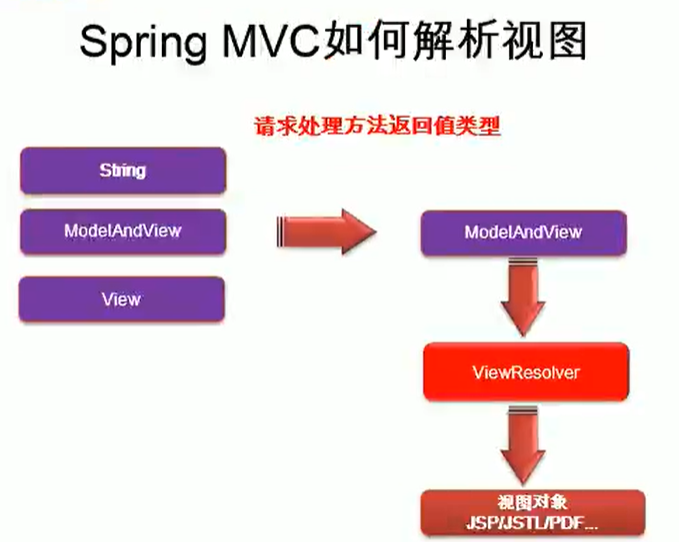 Spring MVC如何解析视图
请求处理方法返回值类型
String
ModelAndView
View
ModelAndView
ViewResolver
视图对象
JSP/JSTL/PDF...